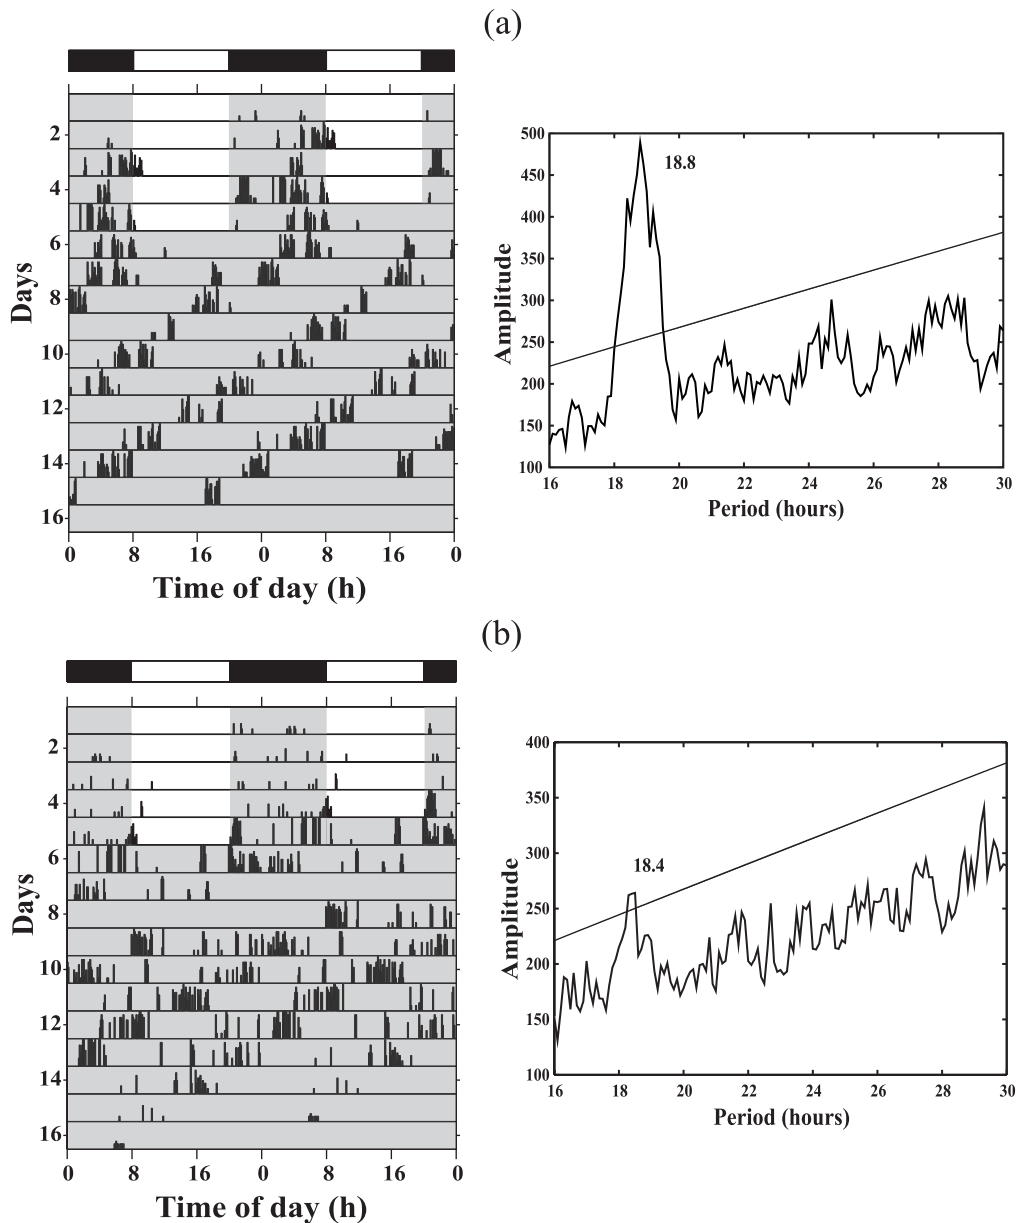 (a)
2
4
6
8
10
12
14
16
Days
0 8 16 0 8 16 0
Time of day (h)
500
450
400
350
300
250
200
150
100
Amplitude
18.8
16 18 20 22 24 26 28 30
Period (hours)
(b)
2
4
6
8
10
12
14
16
Days
0 8 16 0 8 16 0
Time of day (h)
400
350
300
250
200
150
100
Amplitude
18.4
16 18 20 22 24 26 28 30
Period (hours)